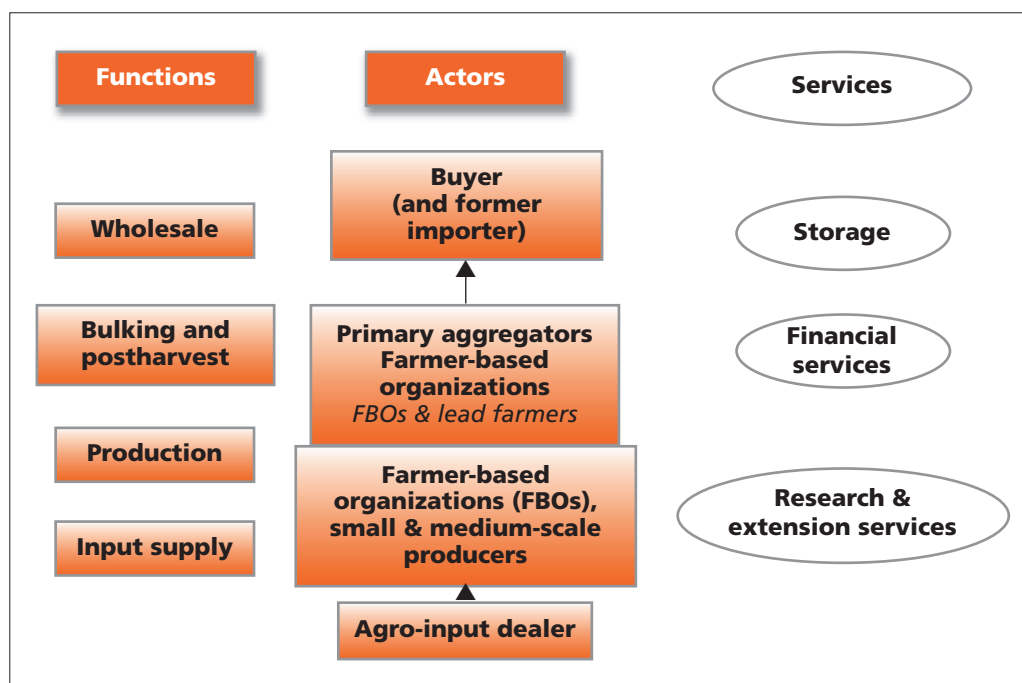 Functions
Actors
Services
Buyer
(and former
importer)
Wholesale
Storage
Primary aggregators
Farmer-based
organizations
FBOs & lead farmers
Bulking and
postharvest
Financial
services
Production
Farmer-based
organizations (FBOs),
small & medium-scale
producers
Research &
extension services
Input supply
Agro-input dealer